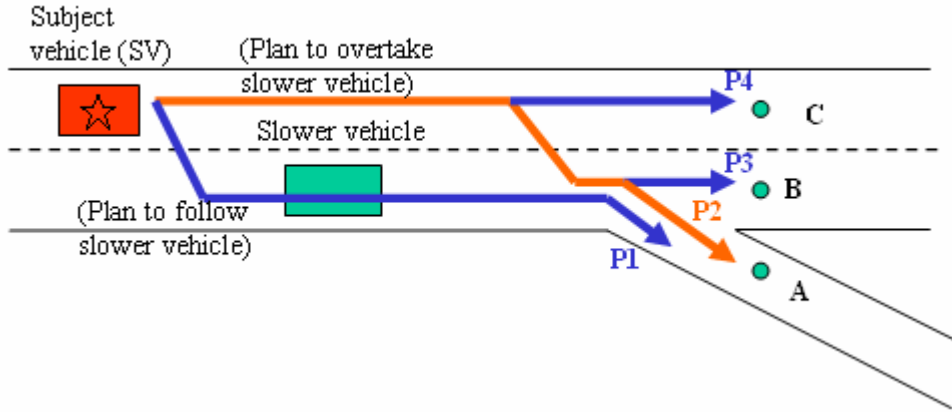 Subject
vehicle (SV)
(Plan to overtake
slower vehicle)
P4
C
Slower vehicle
P3
B
(Plan to follow
slower vehicle)
P2
P1
A